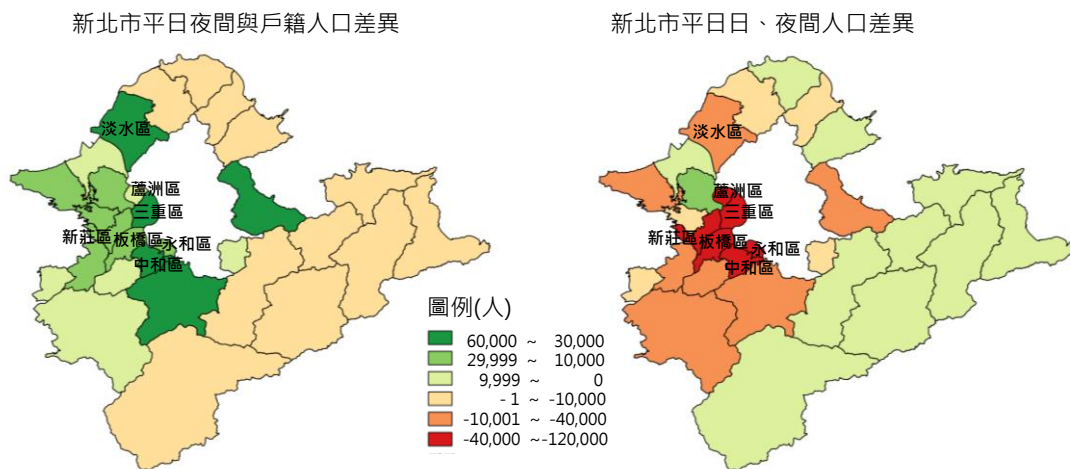 新北市平日夜間與戶籍人口差異
淡水區
蘆洲區
三重區
新莊區
板橋區
永和區
中和區
新北市平日日、夜間人口差異
淡水區
蘆洲區
三重區
新莊區
板橋區
永和區
中和區
圖例(人)
60,000 ~ 30,000
29,999 ~ 10,000
9,999 ~ 0
-1 ~ -10,000
-10,001 ~ -40,000
-40,000 ~-120,000